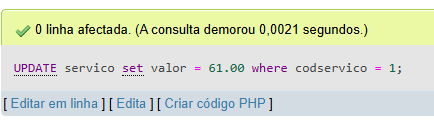 0 linha afectada. (A consulta demorou 0,0021 segundos.)
UPDATE servico set valor = 61.00 where codservico = 1;
[ Editar em linha ] [ Edita ] [ Criar código PHP ]